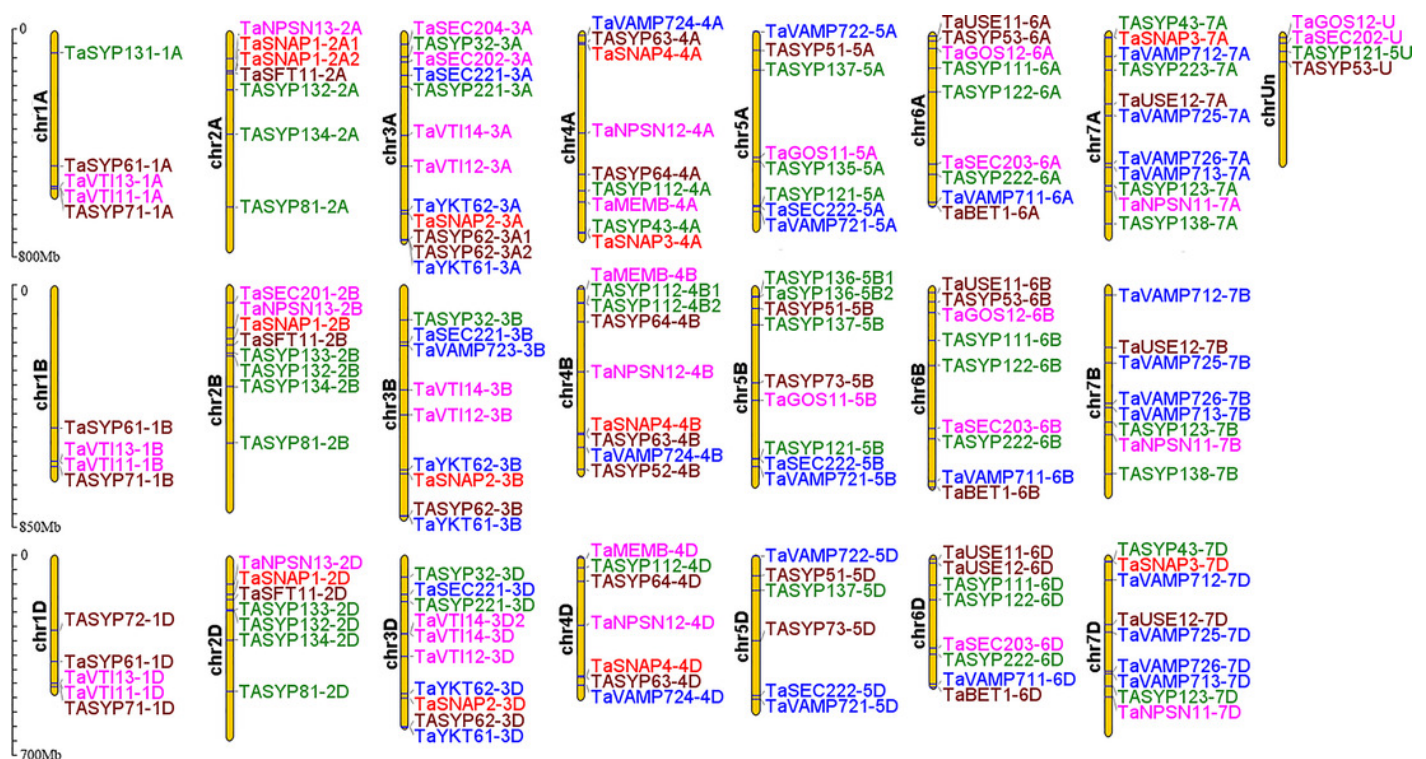 0
800Mb
chr1A
TaSYP131-1A
TaSYP61-1A
TaVTI13-1A
TaVTI11-1A
TASYP71-1A
chr2A
TaNPSN13-2A
TaSNAP1-2A1
TaSNAP1-2A2
TaSFT11-2A
TASYP132-2A
TASYP134-2A
TASYP81-2A
chr3A
TaSEC204-3A
TASYP32-3A
TaSEC202-3A
TaSEC221-3A
TASYP221-3A
TaVTI14-3A
TaVTI12-3A
TaYKT62-3A
TaSNAP2-3A
TASYP62-3A1
TASYP62-3A2
TaYKT61-3A
chr4A
TaVAMP724-4A
TASYP63-4A
TaSNAP4-4A
TaNPSN12-4A
TASYP64-4A
TASYP112-4A
TaMEMB-4A
TASYP43-4A
TaSNAP3-4A
chr5A
TaVAMP722-5A
TASYP51-5A
TASYP137-5A
TaGOS11-5A
TASYP135-5A
TASYP121-5A
TaSEC222-5A
TaVAMP721-5A
chr6A
TaUSE11-6A
TASYP53-6A
TaGOS12-6A
TASYP111-6A
TASYP122-6A
TaSEC203-6A
TASYP222-6A
TaVAMP711-6A
TaBET1-6A
chr7A
TASYP43-7A
TaSNAP3-7A
TaVAMP712-7A
TASYP223-7A
TaUSE12-7A
TaVAMP725-7A
TaVAMP726-7A
TaVAMP713-7A
TASYP123-7A
TaNPSN11-7A
TASYP138-7A
chrUn
TaGOS12-U
TaSEC202-U
TASYP121-5U
TASYP53-U
0
850Mb
chr1B
TaSYP61-1B
TaVTI13-1B
TaVTI11-1B
TASYP71-1B
chr2B
TaSEC201-2B
TaNPSN13-2B
TaSNAP1-2B
TaSFT11-2B
TASYP133-2B
TASYP132-2B
TASYP134-2B
TASYP81-2B
chr3B
TASYP32-3B
TaSEC221-3B
TaVAMP723-3B
TaVTI14-3B
TaVTI12-3B
TaYKT62-3B
TaSNAP2-3B
TASYP62-3B
TaYKT61-3B
chr4B
TaMEMB-4B
TASYP112-4B1
TASYP112-4B2
TASYP64-4B
TaNPSN12-4B
TaSNAP4-4B
TASYP63-4B
TaVAMP724-4B
TASYP52-4B
chr5B
TASYP136-5B1
TaSYP136-5B2
TASYP51-5B
TASYP137-5B
TASYP73-5B
TaGOS11-5B
TASYP121-5B
TaSEC222-5B
TaVAMP721-5B
chr6B
TaUSE11-6B
TASYP53-6B
TaGOS12-6B
TASYP111-6B
TASYP122-6B
TaSEC203-6B
TASYP222-6B
TaVAMP711-6B
TaBET1-6B
chr7B
TaVAMP712-7B
TaUSE12-7B
TaVAMP725-7B
TaVAMP726-7B
TaVAMP713-7B
TASYP123-7B
TaNPSN11-7B
TASYP138-7B
0
700Mb
chr1D
TASYP72-1D
TaSYP61-1D
TaVTI13-1D
TaVTI11-1D
TASYP71-1D
chr2D
TaNPSN13-2D
TaSNAP1-2D
TaSFT11-2D
TASYP133-2D
TASYP132-2D
TASYP134-2D
TASYP81-2D
chr3D
TASYP32-3D
TaSEC221-3D
TASYP221-3D
TaVTI14-3D2
TaVTI14-3D
TaVTI12-3D
TaYKT62-3D
TaSNAP2-3D
TASYP62-3D
TaYKT61-3D
chr4D
TaMEMB-4D
TASYP112-4D
TASYP64-4D
TaNPSN12-4D
TaSNAP4-4D
TASYP63-4D
TaVAMP724-4D
chr5D
TaVAMP722-5D
TASYP51-5D
TASYP137-5D
TASYP73-5D
TaSEC222-5D
TaVAMP721-5D
chr6D
TaUSE11-6D
TaUSE12-6D
TASYP111-6D
TASYP122-6D
TaSEC203-6D
TASYP222-6D
TaVAMP711-6D
TaBET1-6D
chr7D
TASYP43-7D
TaSNAP3-7D
TaVAMP712-7D
TaUSE12-7D
TaVAMP725-7D
TaVAMP726-7D
TaVAMP713-7D
TASYP123-7D
TaNPSN11-7D